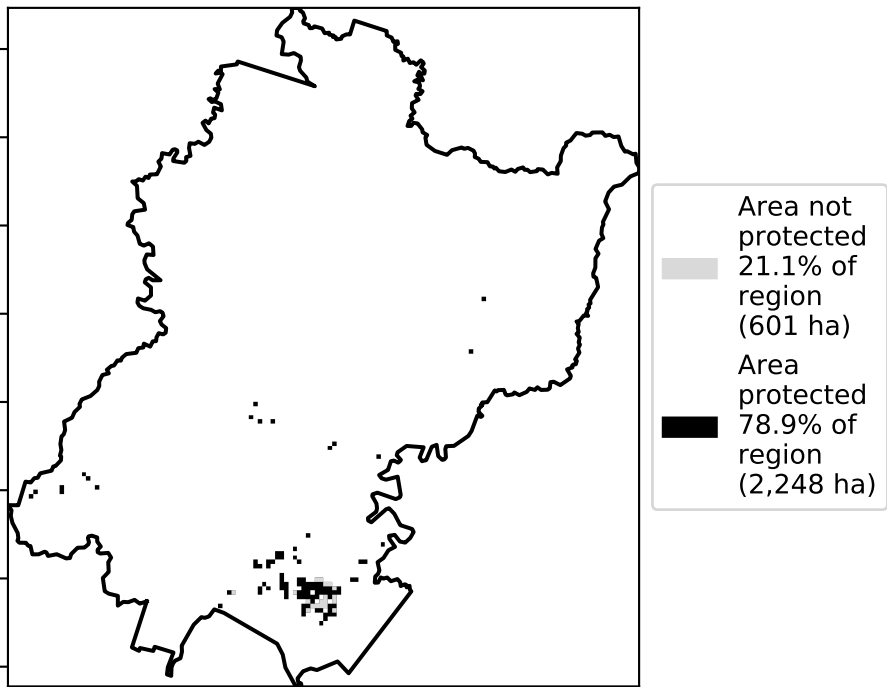 Area not
protected
21.1% of
region
(601 ha)
Area
protected
78.9% of
region
(2,248 ha)